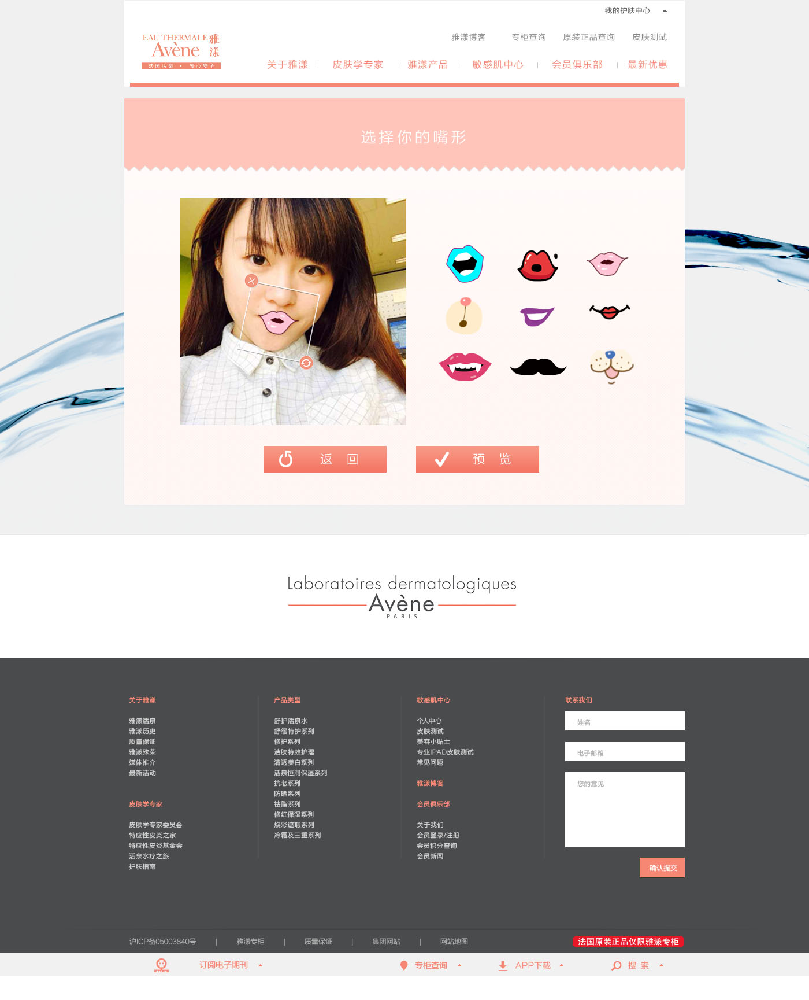 我的护肤中心
EAU THERMALE 雅漾
Avène
法国活泉 · 安心安全
雅漾博客 专柜查询 原装正品查询 皮肤测试
关于雅漾 皮肤学专家 雅漾产品 敏感肌中心 会员俱乐部 最新优惠
选择你的嘴形
返回 预览
Laboratoires dermatologiques
Avène
PARIS
关于雅漾
雅漾活泉
雅漾历史
质量保证
雅漾殊荣
媒体推介
最新活动
皮肤学专家
皮肤学专家委员会
特应性皮炎之家
特应性皮炎基金会
活泉水疗之旅
护肤指南
产品类型
舒护活泉水
舒缓特护系列
修护系列
洁肤特效护理
清透美白系列
活泉恒润保湿系列
抗老系列
防晒系列
祛脂系列
修红保湿系列
焕彩遮瑕系列
冷霜及三重系列
敏感肌中心
个人中心
皮肤测试
美容小贴士
专业IPAD皮肤测试
常见问题
雅漾博客
会员俱乐部
关于我们
会员登录/注册
会员积分查询
会员新闻
联系我们
姓名
电子邮箱
您的意见
确认提交
沪ICP备05003840号 | 雅漾专柜 | 质量保证 | 集团网站 | 网站地图
法国原装正品仅限雅漾专柜
订阅电子期刊 专柜查询 APP下载 搜索